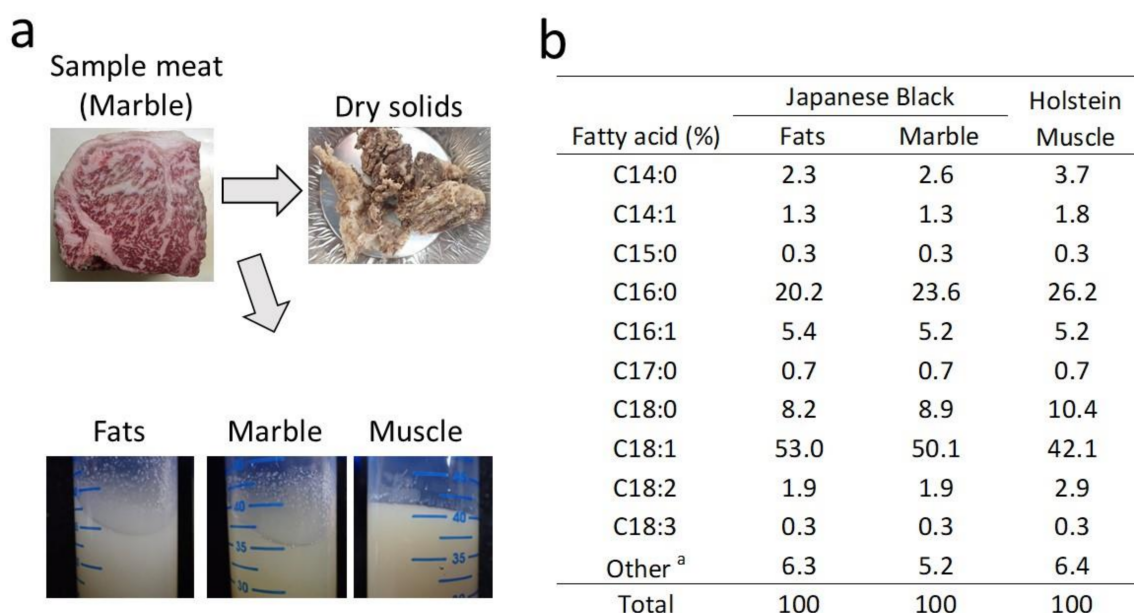 a
Sample meat
(Marble)
Dry solids
Fats
Marble
Muscle
40
35
30
40
35
b
Japanese Black
Holstein
Fatty acid (%)
Fats
Marble
Muscle
C14:0 2.3 2.6 3.7
C14:1 1.3 1.3 1.8
C15:0 0.3 0.3 0.3
C16:0 20.2 23.6 26.2
C16:1 5.4 5.2 5.2
C17:0 0.7 0.7 0.7
C18:0 8.2 8.9 10.4
C18:1 53.0 50.1 42.1
C18:2 1.9 1.9 2.9
C18:3 0.3 0.3 0.3
Other a 6.3 5.2 6.4
Total 100 100 100